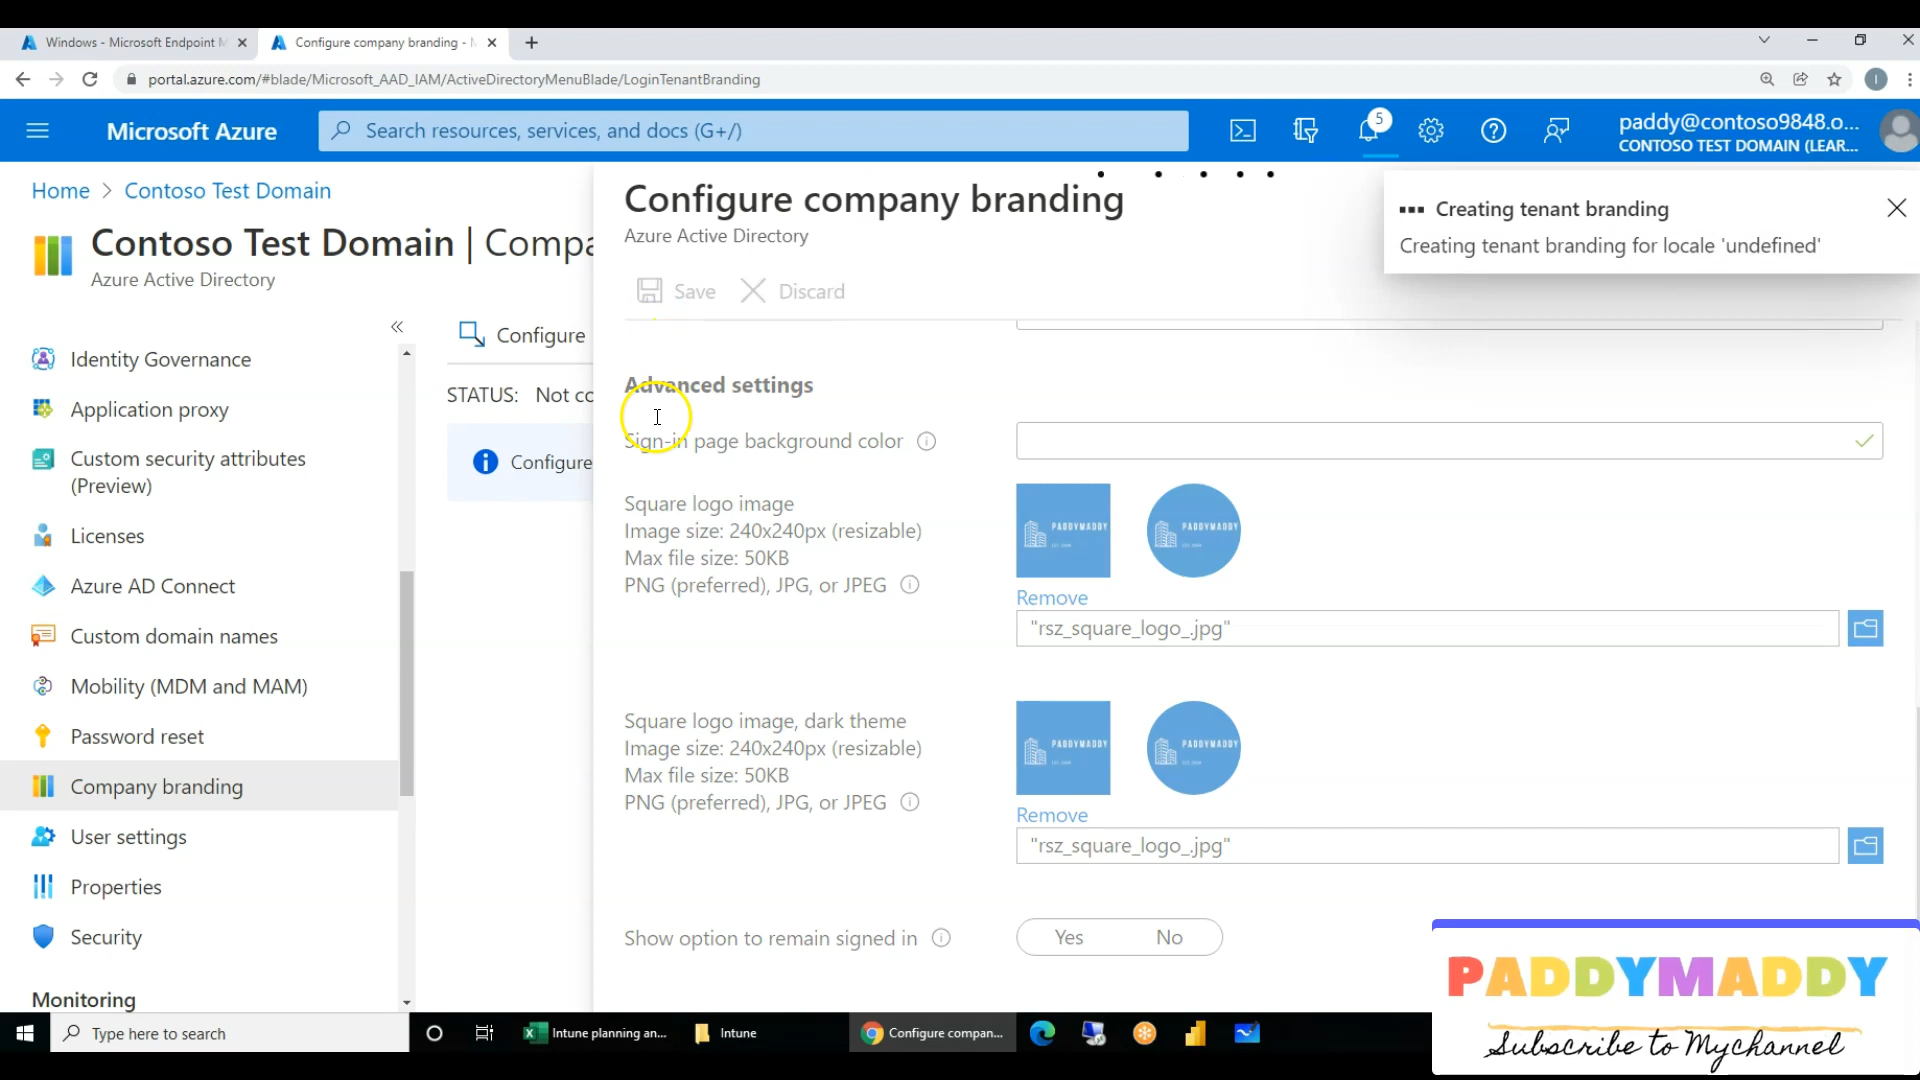 Windows - Microsoft Endpoint M
Configure company branding - M
portal.azure.com/#blade/Microsoft_AAD_IAM/ActiveDirectoryMenuBlade/LoginTenantBranding
I
Microsoft Azure
Search resources, services, and docs (G+/)
5
paddy@contoso9848.o...
CONTOSO TEST DOMAIN (LEAR...
Home > Contoso Test Domain
Contoso Test Domain | Compa
Azure Active Directory
«
Identity Governance
Application proxy
Custom security attributes
(Preview)
Licenses
Azure AD Connect
Custom domain names
Mobility (MDM and MAM)
Password reset
Company branding
User settings
Properties
Security
Monitoring
Configure
STATUS: Not co
Configure
Configure company branding
Azure Active Directory
Save
Discard
Creating tenant branding
Creating tenant branding for locale 'undefined'
Advanced settings
Sign-in page background color
Square logo image
Image size: 240x240px (resizable)
Max file size: 50KB
PNG (preferred), JPG, or JPEG
PADDYMADDY
PADDYMADDY
Remove
"rsz_square_logo_.jpg"
Square logo image, dark theme
Image size: 240x240px (resizable)
Max file size: 50KB
PNG (preferred), JPG, or JPEG
PADDYMADDY
PADDYMADDY
Remove
"rsz_square_logo_.jpg"
Show option to remain signed in
Yes
No
PADDYMADDY
Subscribe to Mychannel
Type here to search
Intune planning an...
Intune
Configure compan...